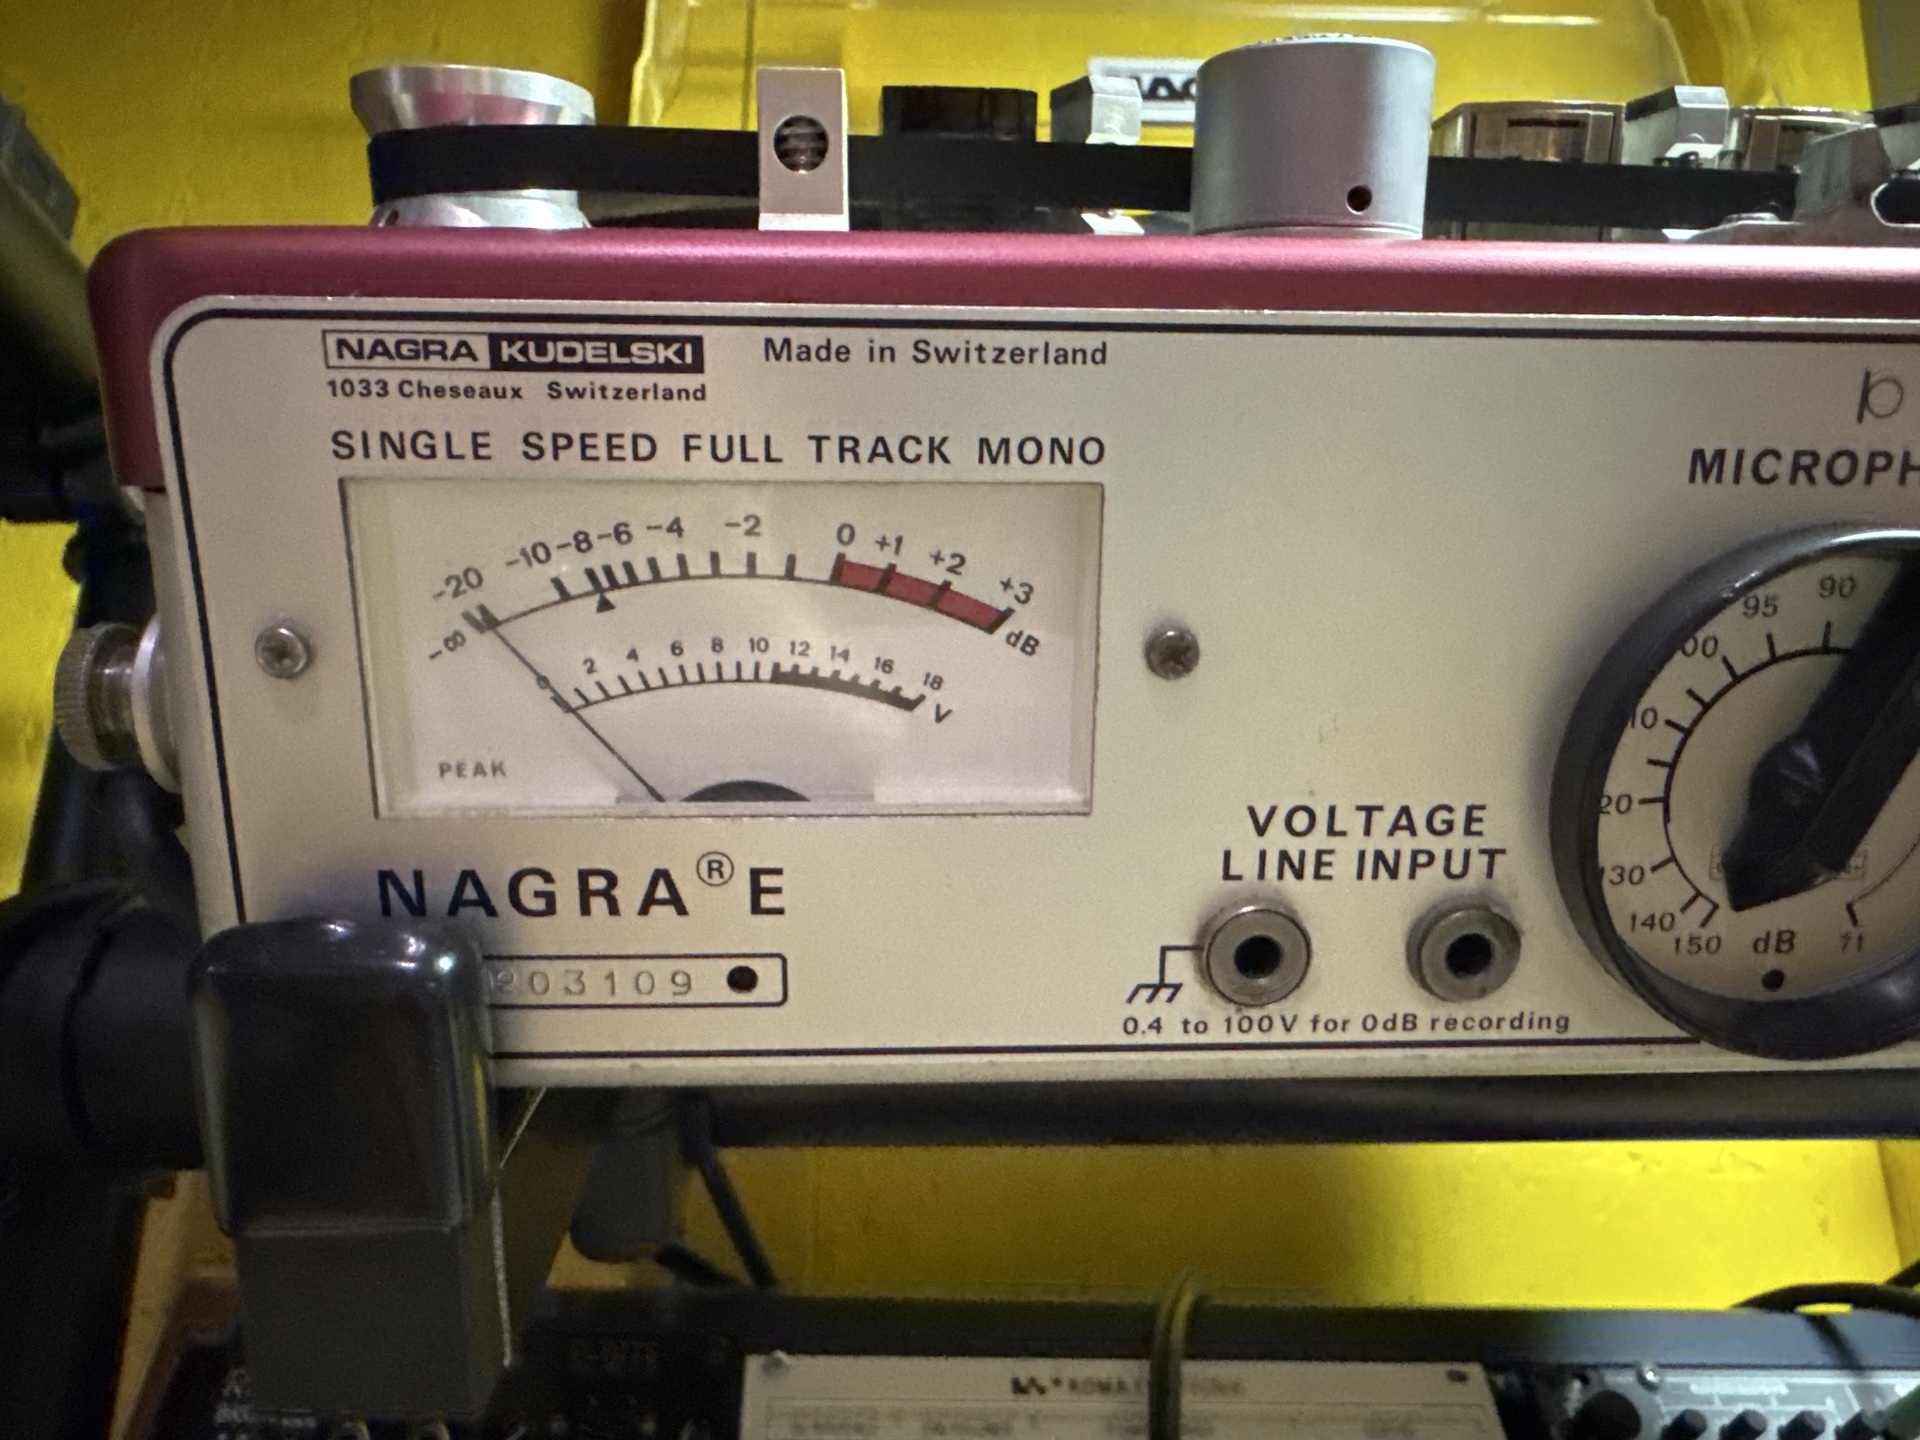 NAGRA KUDELSKI Made in Switzerland
1033 Cheseaux Switzerland
SINGLE SPEED FULL TRACK MONO
-∞ -20 -10 -8 -6 -4 -2 0 +1 +2 +3 dB
0 2 4 6 8 10 12 14 16 18 V
PEAK
NAGRA® E
203109
VOLTAGE
LINE INPUT
0.4 to 100V for 0dB recording
90
95
130
140
150 dB 71